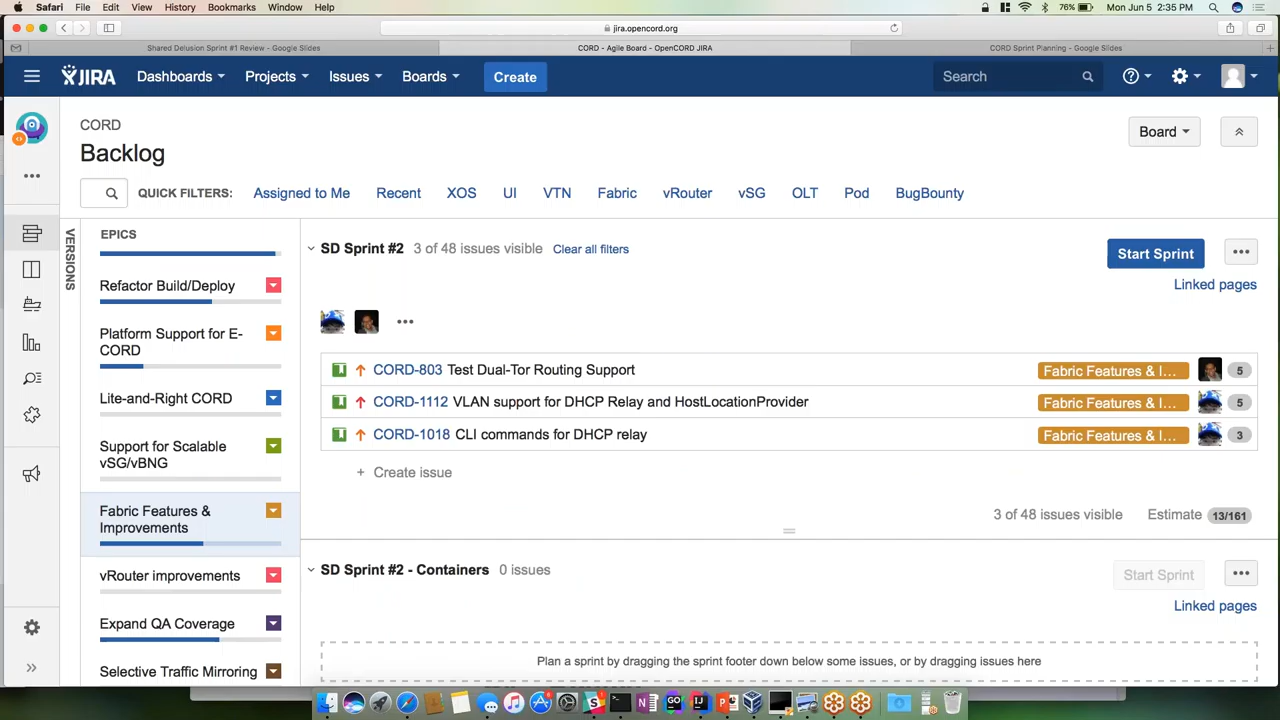 Safari File Edit View History Bookmarks Window Help 76% Mon Jun 5 2:35 PM
jira.opencord.org
Shared Delusion Sprint #1 Review - Google Slides CORD - Agile Board - OpenCORD JIRA CORD Sprint Planning - Google Slides
JIRA Dashboards Projects Issues Boards Create Search
CORD
Backlog
Board
QUICK FILTERS: Assigned to Me Recent XOS UI VTN Fabric vRouter vSG OLT Pod BugBounty
VERSIONS
EPICS
Refactor Build/Deploy
Platform Support for E-
CORD
Lite-and-Right CORD
Support for Scalable
vSG/vBNG
Fabric Features &
Improvements
vRouter improvements
Expand QA Coverage
Selective Traffic Mirroring
SD Sprint #2 3 of 48 issues visible Clear all filters
Start Sprint
Linked pages
CORD-803 Test Dual-Tor Routing Support Fabric Features & I... 5
CORD-1112 VLAN support for DHCP Relay and HostLocationProvider Fabric Features & I... 5
CORD-1018 CLI commands for DHCP relay Fabric Features & I... 3
+ Create issue
3 of 48 issues visible Estimate 13/161
SD Sprint #2 - Containers 0 issues
Start Sprint
Linked pages
Plan a sprint by dragging the sprint footer down below some issues, or by dragging issues here